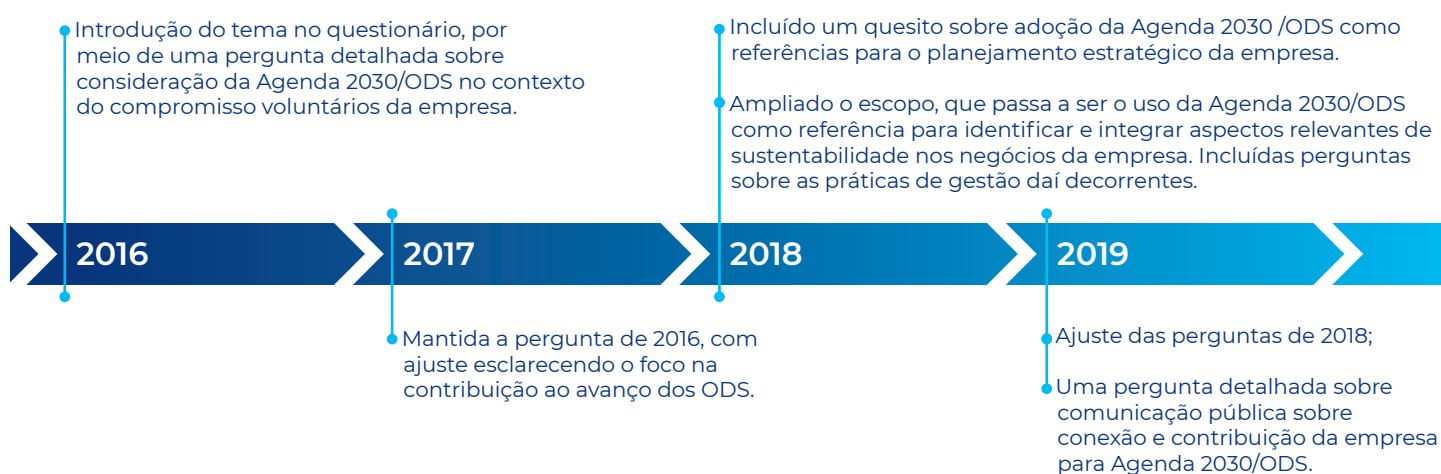 Introdução do tema no questionário, por
meio de uma pergunta detalhada sobre
consideração da Agenda 2030/ODS no contexto
do compromisso voluntários da empresa.
Incluído um quesito sobre adoção da Agenda 2030 /ODS como
referências para o planejamento estratégico da empresa.
Ampliado o escopo, que passa a ser o uso da Agenda 2030/ODS
como referência para identificar e integrar aspectos relevantes de
sustentabilidade nos negócios da empresa. Incluídas perguntas
sobre as práticas de gestão daí decorrentes.
2016
2017
2018
2019
Mantida a pergunta de 2016, com
ajuste esclarecendo o foco na
contribuição ao avanço dos ODS.
Ajuste das perguntas de 2018;
Uma pergunta detalhada sobre
comunicação pública sobre
conexão e contribuição da empresa
para Agenda 2030/ODS.